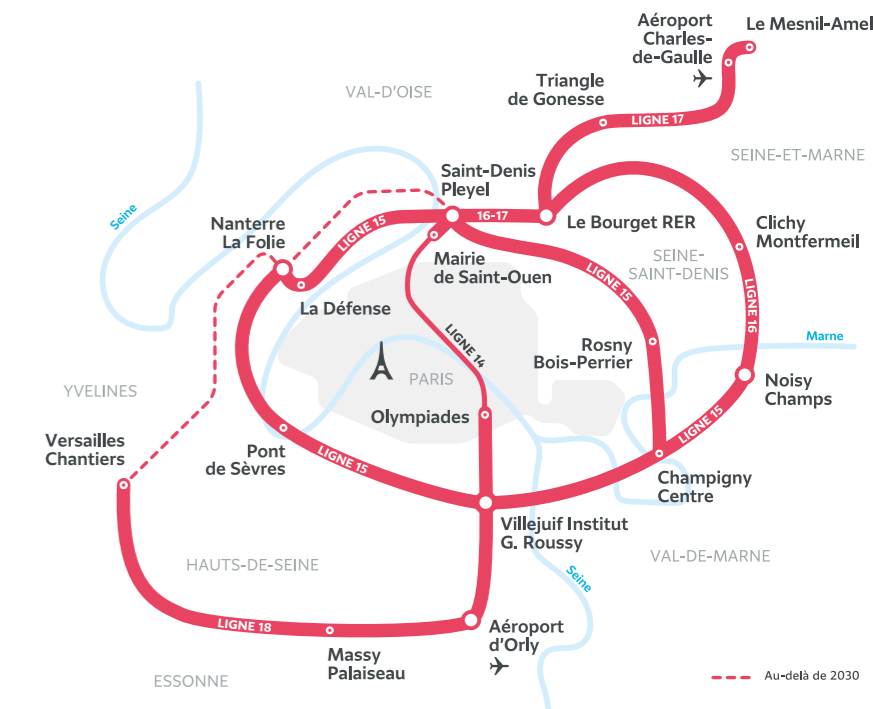 Aéroport
Charles-
de-Gaulle
Le Mesnil-Amel
Triangle
de Gonesse
VAL-D'OISE
LIGNE 17
SEINE-ET-MARNE
Saint-Denis
Pleyel
Seine
Nanterre
La Folie
LIGNE 15
16-17
Le Bourget RER
Clichy
Montfermeil
Mairie
de Saint-Ouen
SEINE-
SAINT-DENIS
LIGNE 15
La Défense
LIGNE 16
LIGNE 14
Rosny
Bois-Perrier
Marne
PARIS
YVELINES
Noisy
Champs
Olympiades
LIGNE 15
Versailles
Chantiers
Pont
de Sèvres
LIGNE 15
Champigny
Centre
Villejuif Institut
G. Roussy
HAUTS-DE-SEINE
VAL-DE-MARNE
Seine
LIGNE 18
Aéroport
d'Orly
Massy
Palaiseau
ESSONNE
Au-delà de 2030